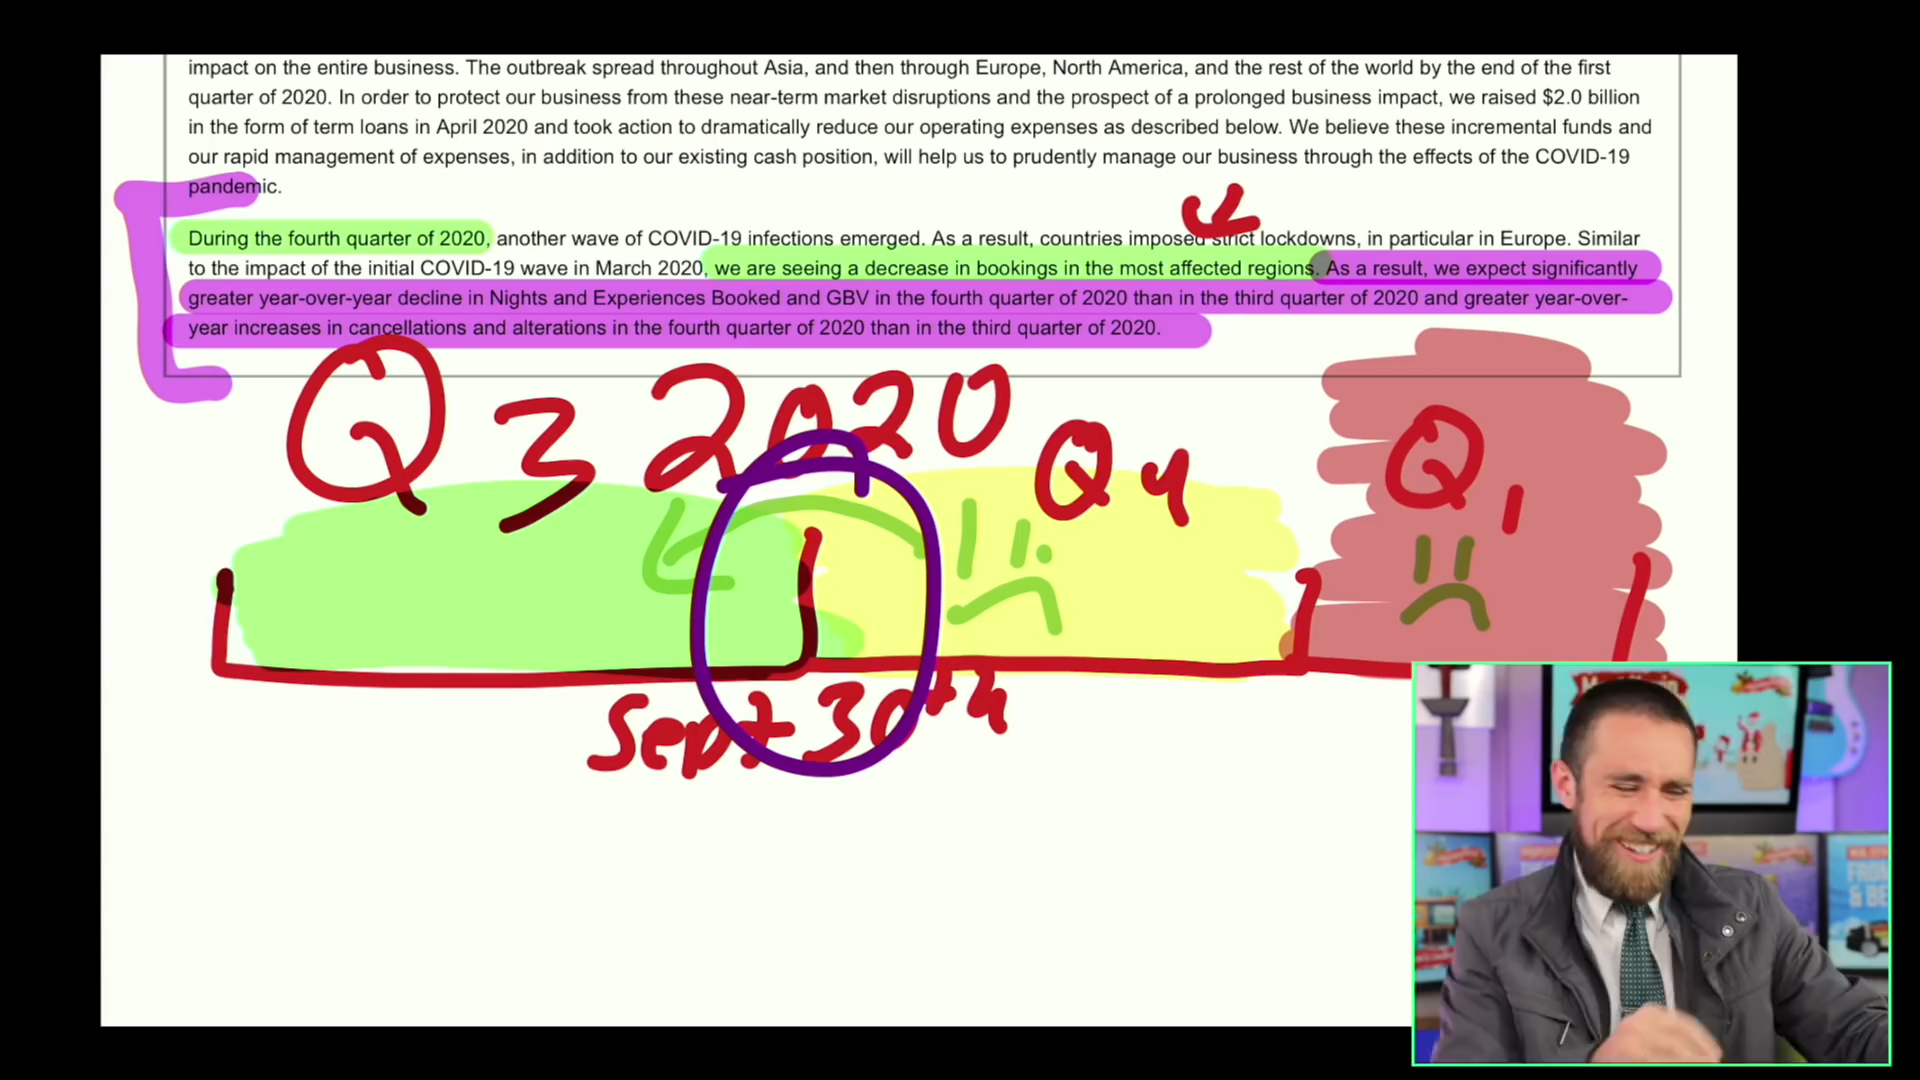 impact on the entire business. The outbreak spread throughout Asia, and then through Europe, North America, and the rest of the world by the end of the first
quarter of 2020. In order to protect our business from these near-term market disruptions and the prospect of a prolonged business impact, we raised $2.0 billion
in the form of term loans in April 2020 and took action to dramatically reduce our operating expenses as described below. We believe these incremental funds and
our rapid management of expenses, in addition to our existing cash position, will help us to prudently manage our business through the effects of the COVID-19
pandemic.
During the fourth quarter of 2020, another wave of COVID-19 infections emerged. As a result, countries imposed strict lockdowns, in particular in Europe. Similar
to the impact of the initial COVID-19 wave in March 2020, we are seeing a decrease in bookings in the most affected regions. As a result, we expect significantly
greater year-over-year decline in Nights and Experiences Booked and GBV in the fourth quarter of 2020 than in the third quarter of 2020 and greater year-over-
year increases in cancellations and alterations in the fourth quarter of 2020 than in the third quarter of 2020.
Q3 2020 Q4 Q1
Sept 30th